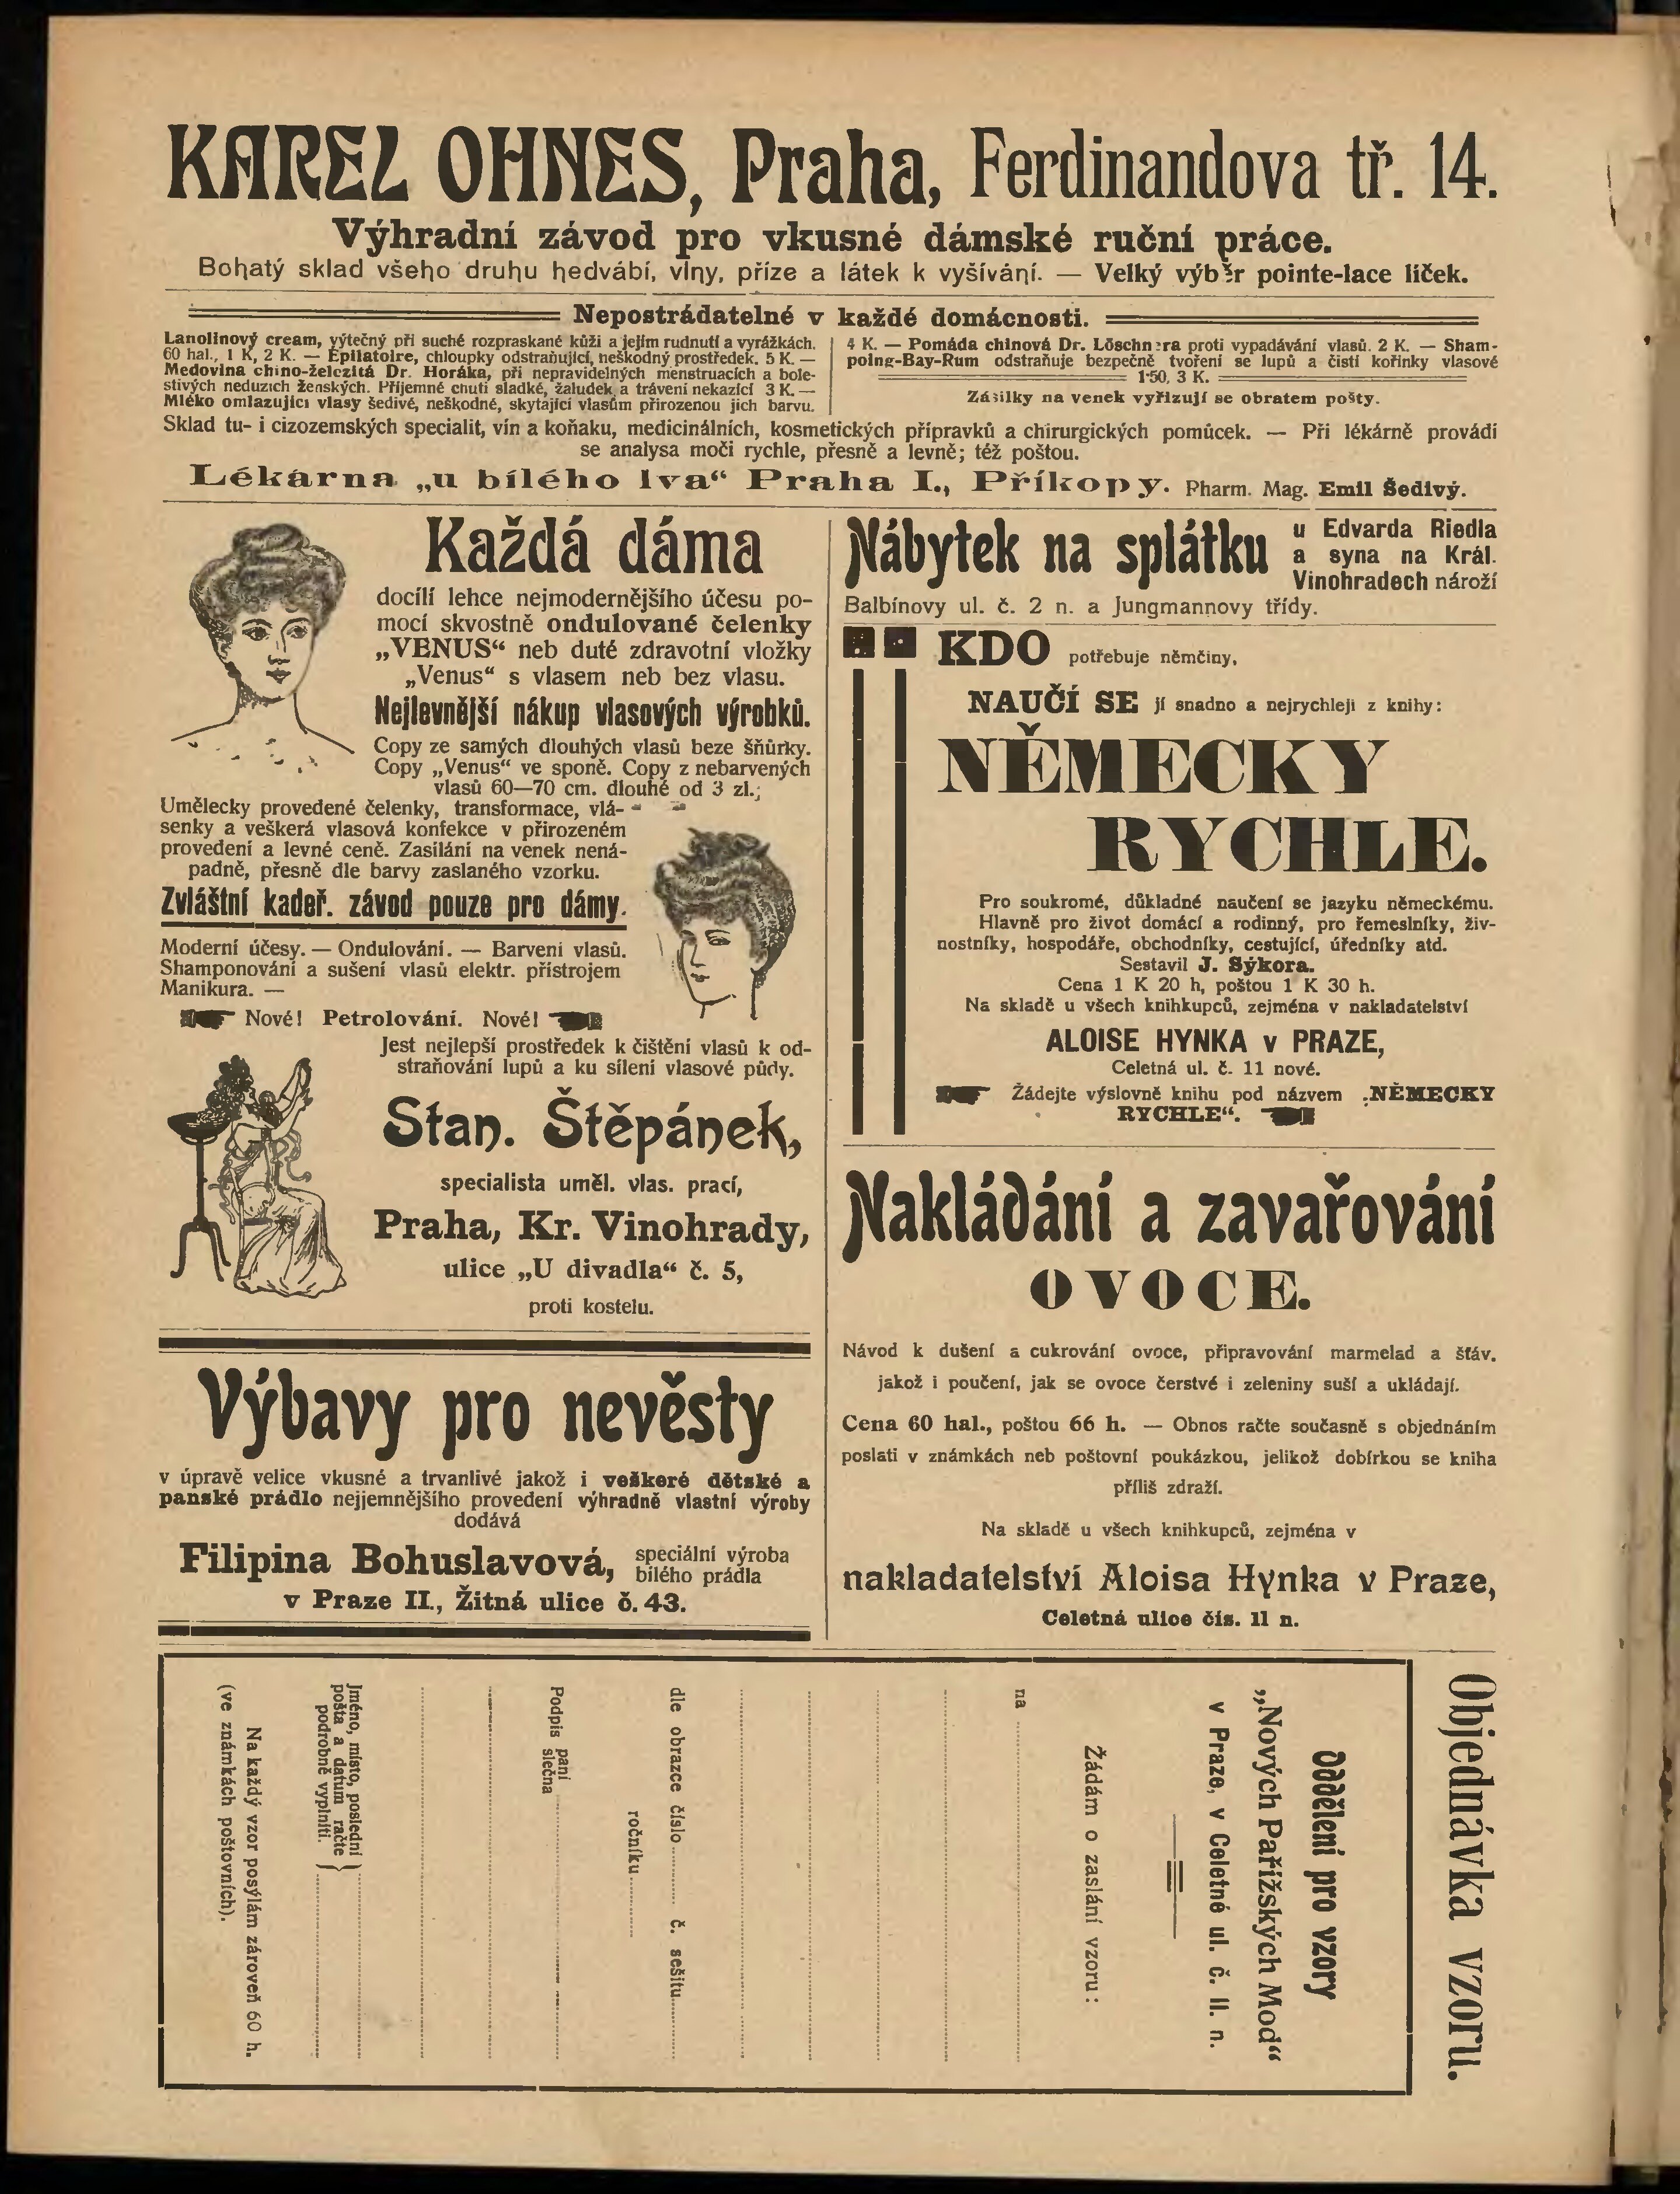 KAREL OHNES, Praha, Ferdinandova tř. 14.
Výhradní závod pro vkusné dámské ruční práce.
Bohatý sklad všeho druhu hedvábí, vlny, příze a látek k vyšívání. — Velký výběr pointe-lace líček.
Nepostrádatelné v každé domácnosti.
Lanolinový cream, výtečný při suché rozpraskané kůži a jejím rudnutí a vyrážkách.
60 hal., 1 K, 2 K. — Epilatoire, chloupky odstraňující, neškodný prostředek. 5 K. —
Medovina chino-železitá Dr. Horáka, při nepravidelných menstruacích a bole-
stivých neduzích ženských. Příjemné chuti sladké, žaludek a trávení nekazící 3 K. —
Mléko omlazující vlasy šedivé, neškodné, skytající vlasům přirozenou jich barvu.
4 K. — Pomáda chinová Dr. Löschnera proti vypadávání vlasů. 2 K. — Sham-
poing-Bay-Rum odstraňuje bezpečně tvoření se lupů a čistí kořínky vlasové
1·50, 3 K.
Zásilky na venek vyřizují se obratem pošty.
Sklad tu- i cizozemských specialit, vín a koňaku, medicinálních, kosmetických přípravků a chirurgických pomůcek. — Při lékárně provádí
se analysa moči rychle, přesně a levně; též poštou.
Lékárna „u bílého lva“ Praha I., Příkopy. Pharm. Mag. Emil Šedivý.
Každá dáma
docílí lehce nejmodernějšího účesu po-
mocí skvostně ondulované čelenky
„VENUS“ neb duté zdravotní vložky
„Venus“ s vlasem neb bez vlasu.
Nejlevnější nákup vlasových výrobků.
Copy ze samých dlouhých vlasů beze šňůrky.
Copy „Venus“ ve sponě. Copy z nebarvených
vlasů 60—70 cm. dlouhé od 3 zl.;
Umělecky provedené čelenky, transformace, vlá-
senky a veškerá vlasová konfekce v přirozeném
provedení a levné ceně. Zasílání na venek nená-
padně, přesně dle barvy zaslaného vzorku.
Zvláštní kadeř. závod pouze pro dámy.
Moderní účesy. — Ondulování. — Barvení vlasů.
Shamponování a sušení vlasů elektr. přístrojem
Manikura. —
Nové! Petrolování. Nové!
Jest nejlepší prostředek k čištění vlasů k od-
straňování lupů a ku sílení vlasové půdy.
Stan. Štěpánek,
specialista uměl. vlas. prací,
Praha, Kr. Vinohrady,
ulice „U divadla“ č. 5,
proti kostelu.
Výbavy pro nevěsty
v úpravě velice vkusné a trvanlivé jakož i veškeré dětské a
panské prádlo nejjemnějšího provedení výhradně vlastní výroby
dodává
Filipina Bohuslavová, speciální výroba
bílého prádla
v Praze II., Žitná ulice č. 43.
Nábytek na splátku u Edvarda Riedla
a syna na Král.
Vinohradech nároží
Balbínovy ul. č. 2 n. a Jungmannovy třídy.
KDO potřebuje němčiny,
NAUČÍ SE jí snadno a nejrychleji z knihy:
NĚMECKY
RYCHLE.
Pro soukromé, důkladné naučení se jazyku německému.
Hlavně pro život domácí a rodinný, pro řemeslníky, živ-
nostníky, hospodáře, obchodníky, cestující, úředníky atd.
Sestavil J. Sýkora.
Cena 1 K 20 h, poštou 1 K 30 h.
Na skladě u všech knihkupců, zejména v nakladatelství
ALOISE HYNKA v PRAZE,
Celetná ul. č. 11 nové.
Žádejte výslovně knihu pod názvem „NĚMECKY
RYCHLE“.
Nakládání a zavařování
OVOCE.
Návod k dušení a cukrování ovoce, připravování marmelad a šťáv.
jakož i poučení, jak se ovoce čerstvé i zeleniny suší a ukládají.
Cena 60 hal., poštou 66 h. — Obnos račte současně s objednáním
poslati v známkách neb poštovní poukázkou, jelikož dobírkou se kniha
příliš zdraží.
Na skladě u všech knihkupců, zejména v
nakladatelství Aloisa Hynka v Praze,
Celetná ulice čís. 11 n.
Objednávka vzoru.
Oddělení pro vzory
„Nových Pařížských Mod“
v Praze, v Celetné ul. č. 11. n.
Žádám o zaslání vzoru:
na
dle obrazce číslo č. sešitu
ročníku
Podpis paní
slečna
Jméno, místo, poslední
pošta a datum račte
podrobně vyplniti.
Na každý vzor posýlám zároveň 60 h.
(ve známkách poštovních).